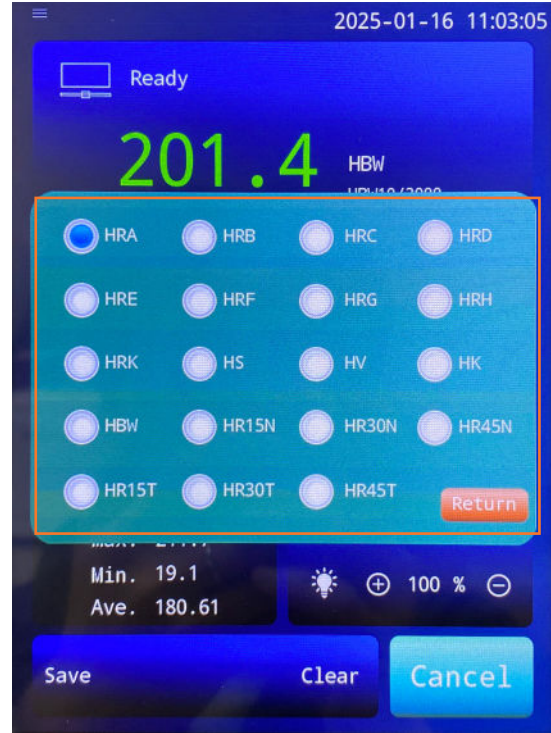 2025-01-16 11:03:05
Ready
201.4 HBW
HRA HRB HRC HRD
HRE HRF HRG HRH
HRK HS HV HK
HBW HR15N HR30N HR45N
HR15T HR30T HR45T
Return
Min. 19.1
100 %
Ave. 180.61
Save Clear Cancel